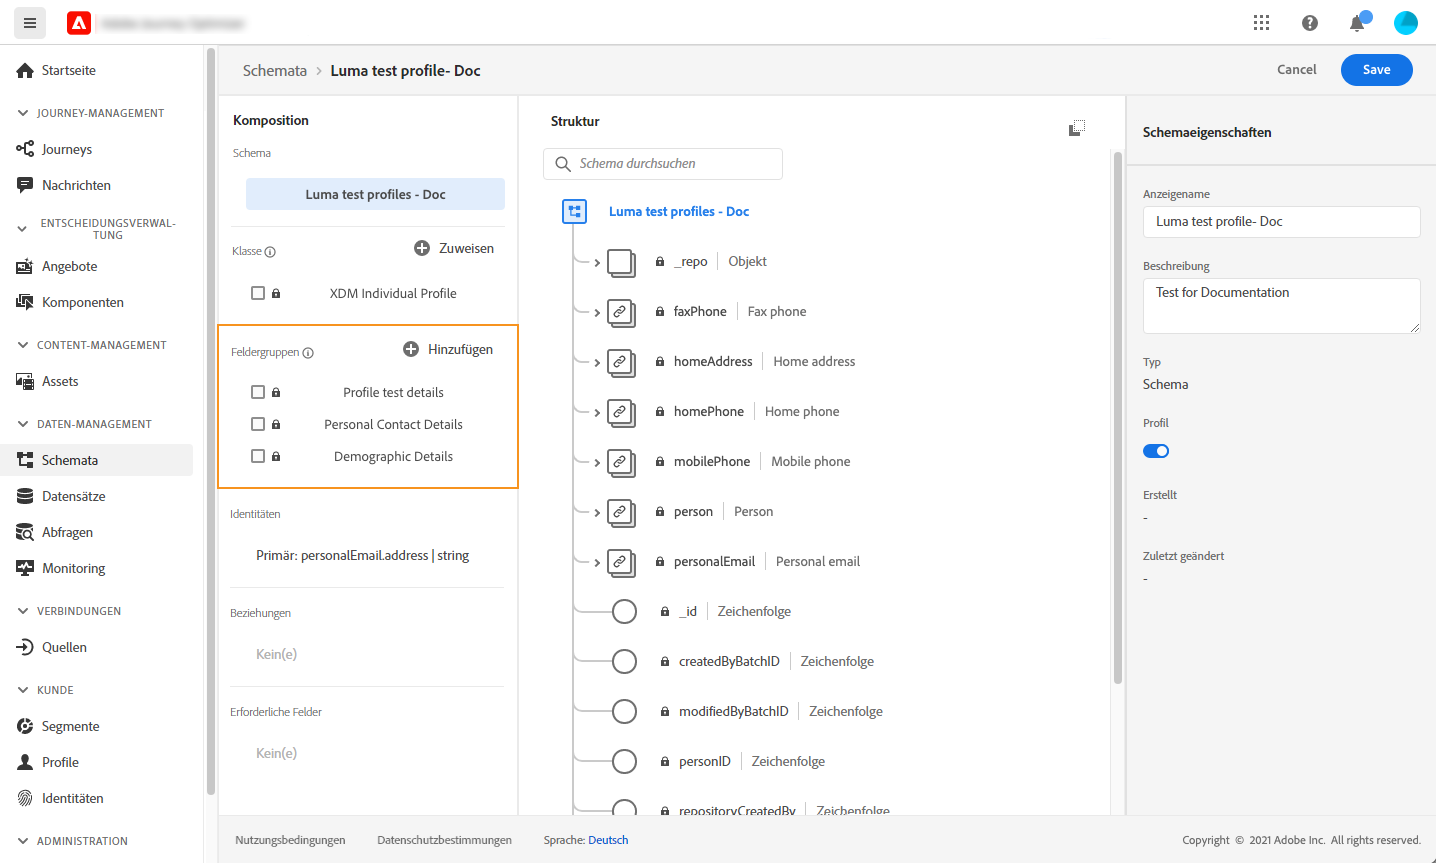 Startseite
JOURNEY-MANAGEMENT
Journeys
Nachrichten
ENTSCHEIDUNGSVERWAL-
TUNG
Angebote
Komponenten
CONTENT-MANAGEMENT
Assets
DATEN-MANAGEMENT
Schemata
Datensätze
Abfragen
Monitoring
VERBINDUNGEN
Quellen
KUNDE
Segmente
Profile
Identitäten
ADMINISTRATION
Schemata > Luma test profile- Doc
Cancel
Save
Komposition
Schema
Luma test profiles - Doc
Klasse
Zuweisen
XDM Individual Profile
Feldergruppen
Hinzufügen
Profile test details
Personal Contact Details
Demographic Details
Identitäten
Primär: personalEmail.address | string
Beziehungen
Kein(e)
Erforderliche Felder
Kein(e)
Struktur
Schema durchsuchen
Luma test profiles - Doc
_repo | Objekt
faxPhone | Fax phone
homeAddress | Home address
homePhone | Home phone
mobilePhone | Mobile phone
person | Person
personalEmail | Personal email
_id | Zeichenfolge
createdByBatchID | Zeichenfolge
modifiedByBatchID | Zeichenfolge
personID | Zeichenfolge
repositoryCreatedBy | Zeichenfolge
Schemaeigenschaften
Anzeigename
Luma test profile- Doc
Beschreibung
Test for Documentation
Typ
Schema
Profil
Erstellt
-
Zuletzt geändert
-
Nutzungsbedingungen
Datenschutzbestimmungen
Sprache: Deutsch
Copyright © 2021 Adobe Inc. All rights reserved.